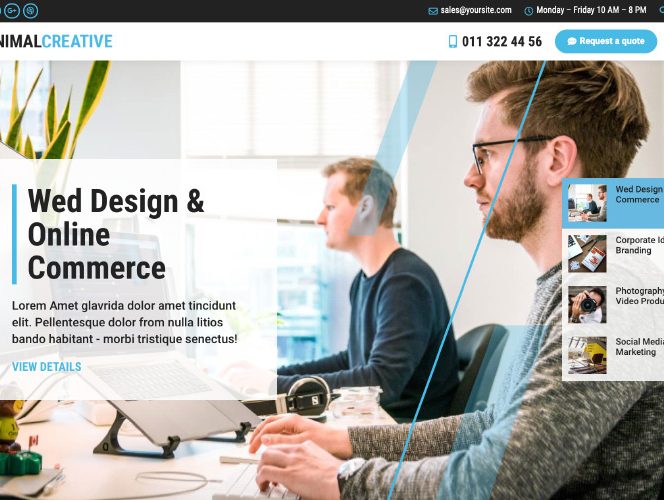 sales@yoursite.com Monday – Friday 10 AM – 8 PM
NIMALCREATIVE 011 322 44 56 Request a quote
Wed Design &
Online
Commerce
Lorem Amet glavrida dolor amet tincidunt
elit. Pellentesque dolor from nulla litios
bando habitant - morbi tristique senectus!
VIEW DETAILS
Wed Design
Commerce
Corporate Id
Branding
Photography
Video Produ
Social Media
Marketing